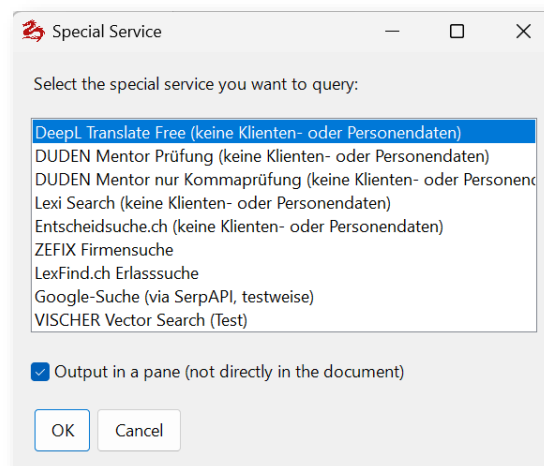 Special Service
Select the special service you want to query:
DeepL Translate Free (keine Klienten- oder Personendaten)
DUDEN Mentor Prüfung (keine Klienten- oder Personendaten)
DUDEN Mentor nur Kommaprüfung (keine Klienten- oder
Lexi Search (keine Klienten- oder Personendaten)
Entscheidsuche.ch (keine Klienten- oder Personendaten)
ZEFIX Firmensuche
LexFind.ch Erlasssuche
Google-Suche (via SerpAPI, testweise)
VISCHER Vector Search (Test)
Output in a pane (not directly in the document)
OK Cancel